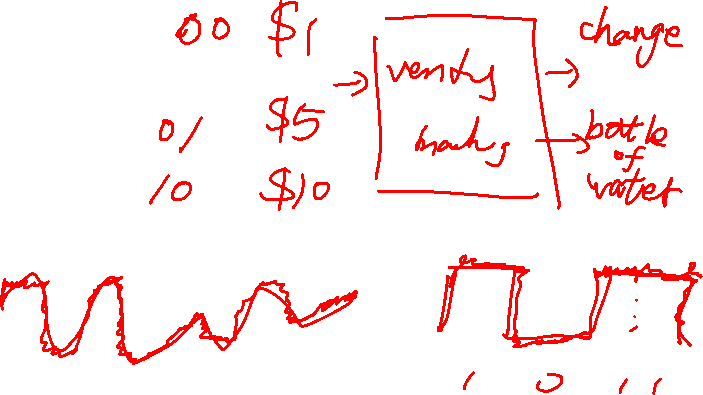 00 $1
change
vending
01 $5
machine
bottle
of
water
10 $10
1 0 1 1